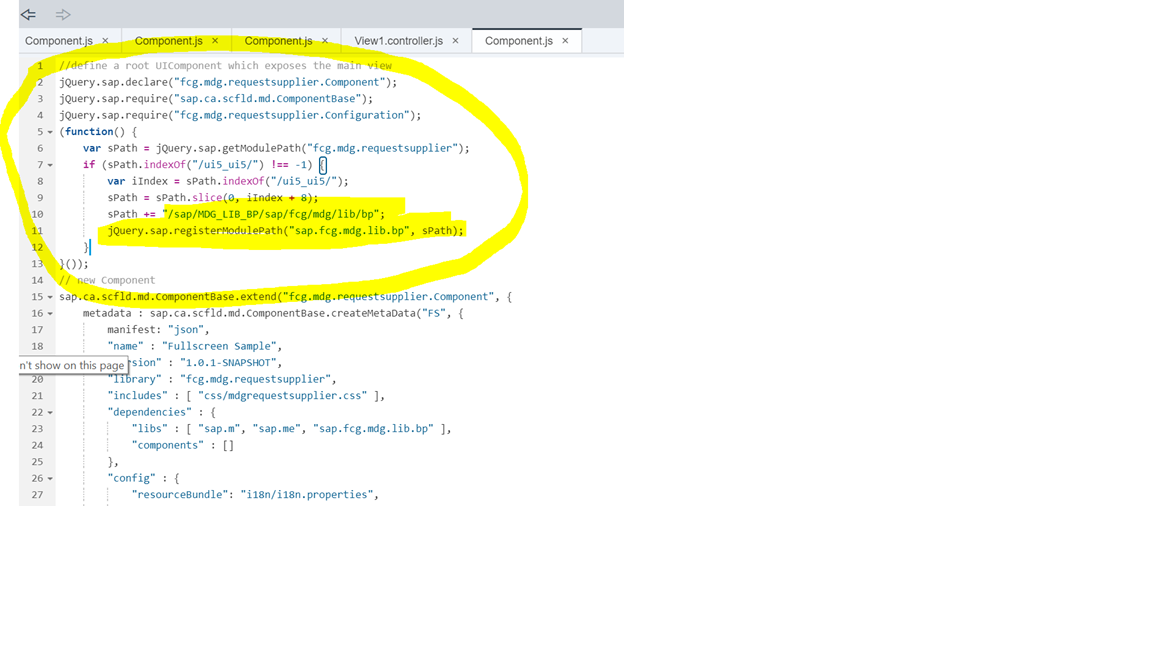 Component.js × Component.js × Component.js × View1.controller.js × Component.js ×
1 //define a root UIComponent which exposes the main view
2 jQuery.sap.declare("fcg.mdg.requestsupplier.Component");
3 jQuery.sap.require("sap.ca.scfld.md.ComponentBase");
4 jQuery.sap.require("fcg.mdg.requestsupplier.Configuration");
5 (function() {
6 var sPath = jQuery.sap.getModulePath("fcg.mdg.requestsupplier");
7 if (sPath.indexOf("/ui5_ui5/") !== -1) {
8 var iIndex = sPath.indexOf("/ui5_ui5/");
9 sPath = sPath.slice(0, iIndex + 8);
10 sPath += "/sap/MDG_LIB_BP/sap/fcg/mdg/lib/bp";
11 jQuery.sap.registerModulePath("sap.fcg.mdg.lib.bp", sPath);
12 }
13 }());
14 // new Component
15 sap.ca.scfld.md.ComponentBase.extend("fcg.mdg.requestsupplier.Component", {
16 metadata : sap.ca.scfld.md.ComponentBase.createMetaData("FS", {
17 manifest: "json",
18 "name" : "Fullscreen Sample",
n't show on this page rsion" : "1.0.1-SNAPSHOT",
20 "library" : "fcg.mdg.requestsupplier",
21 "includes" : [ "css/mdgrequestsupplier.css" ],
22 "dependencies" : {
23 "libs" : [ "sap.m", "sap.me", "sap.fcg.mdg.lib.bp" ],
24 "components" : []
25 },
26 "config" : {
27 "resourceBundle": "i18n/i18n.properties",